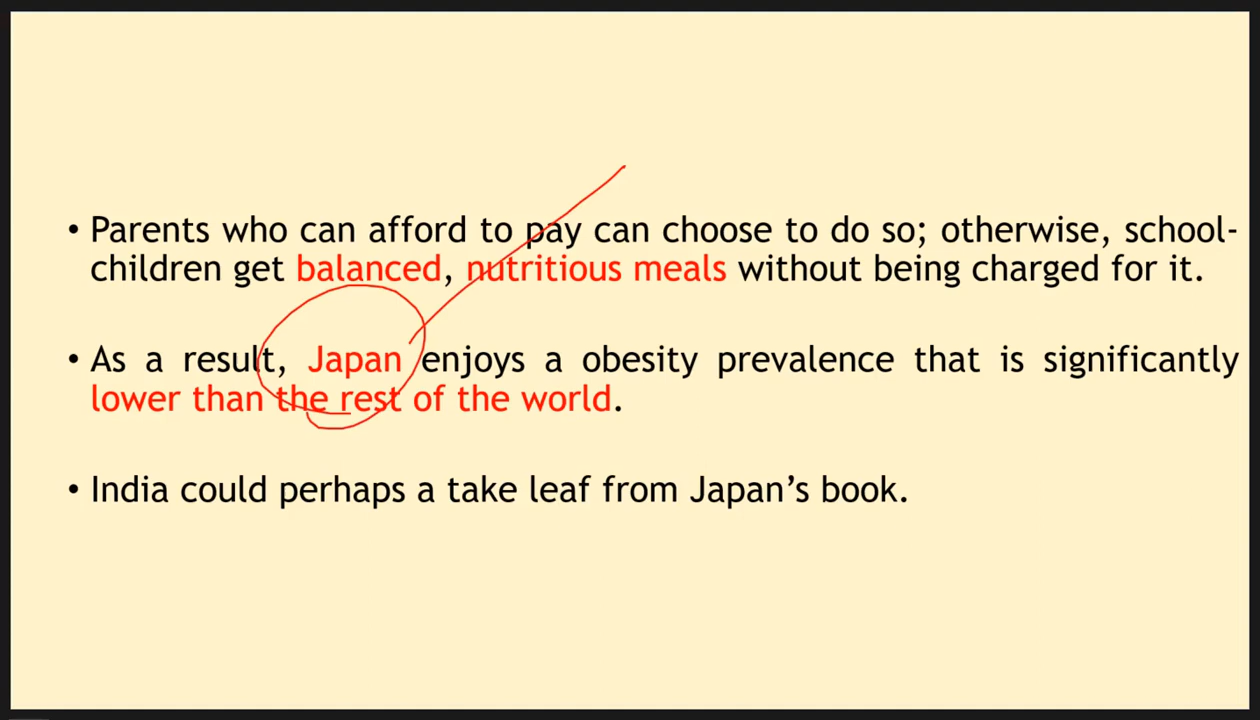 • Parents who can afford to pay can choose to do so; otherwise, school-
children get balanced, nutritious meals without being charged for it.
• As a result, Japan enjoys a obesity prevalence that is significantly
lower than the rest of the world.
• India could perhaps a take leaf from Japan’s book.